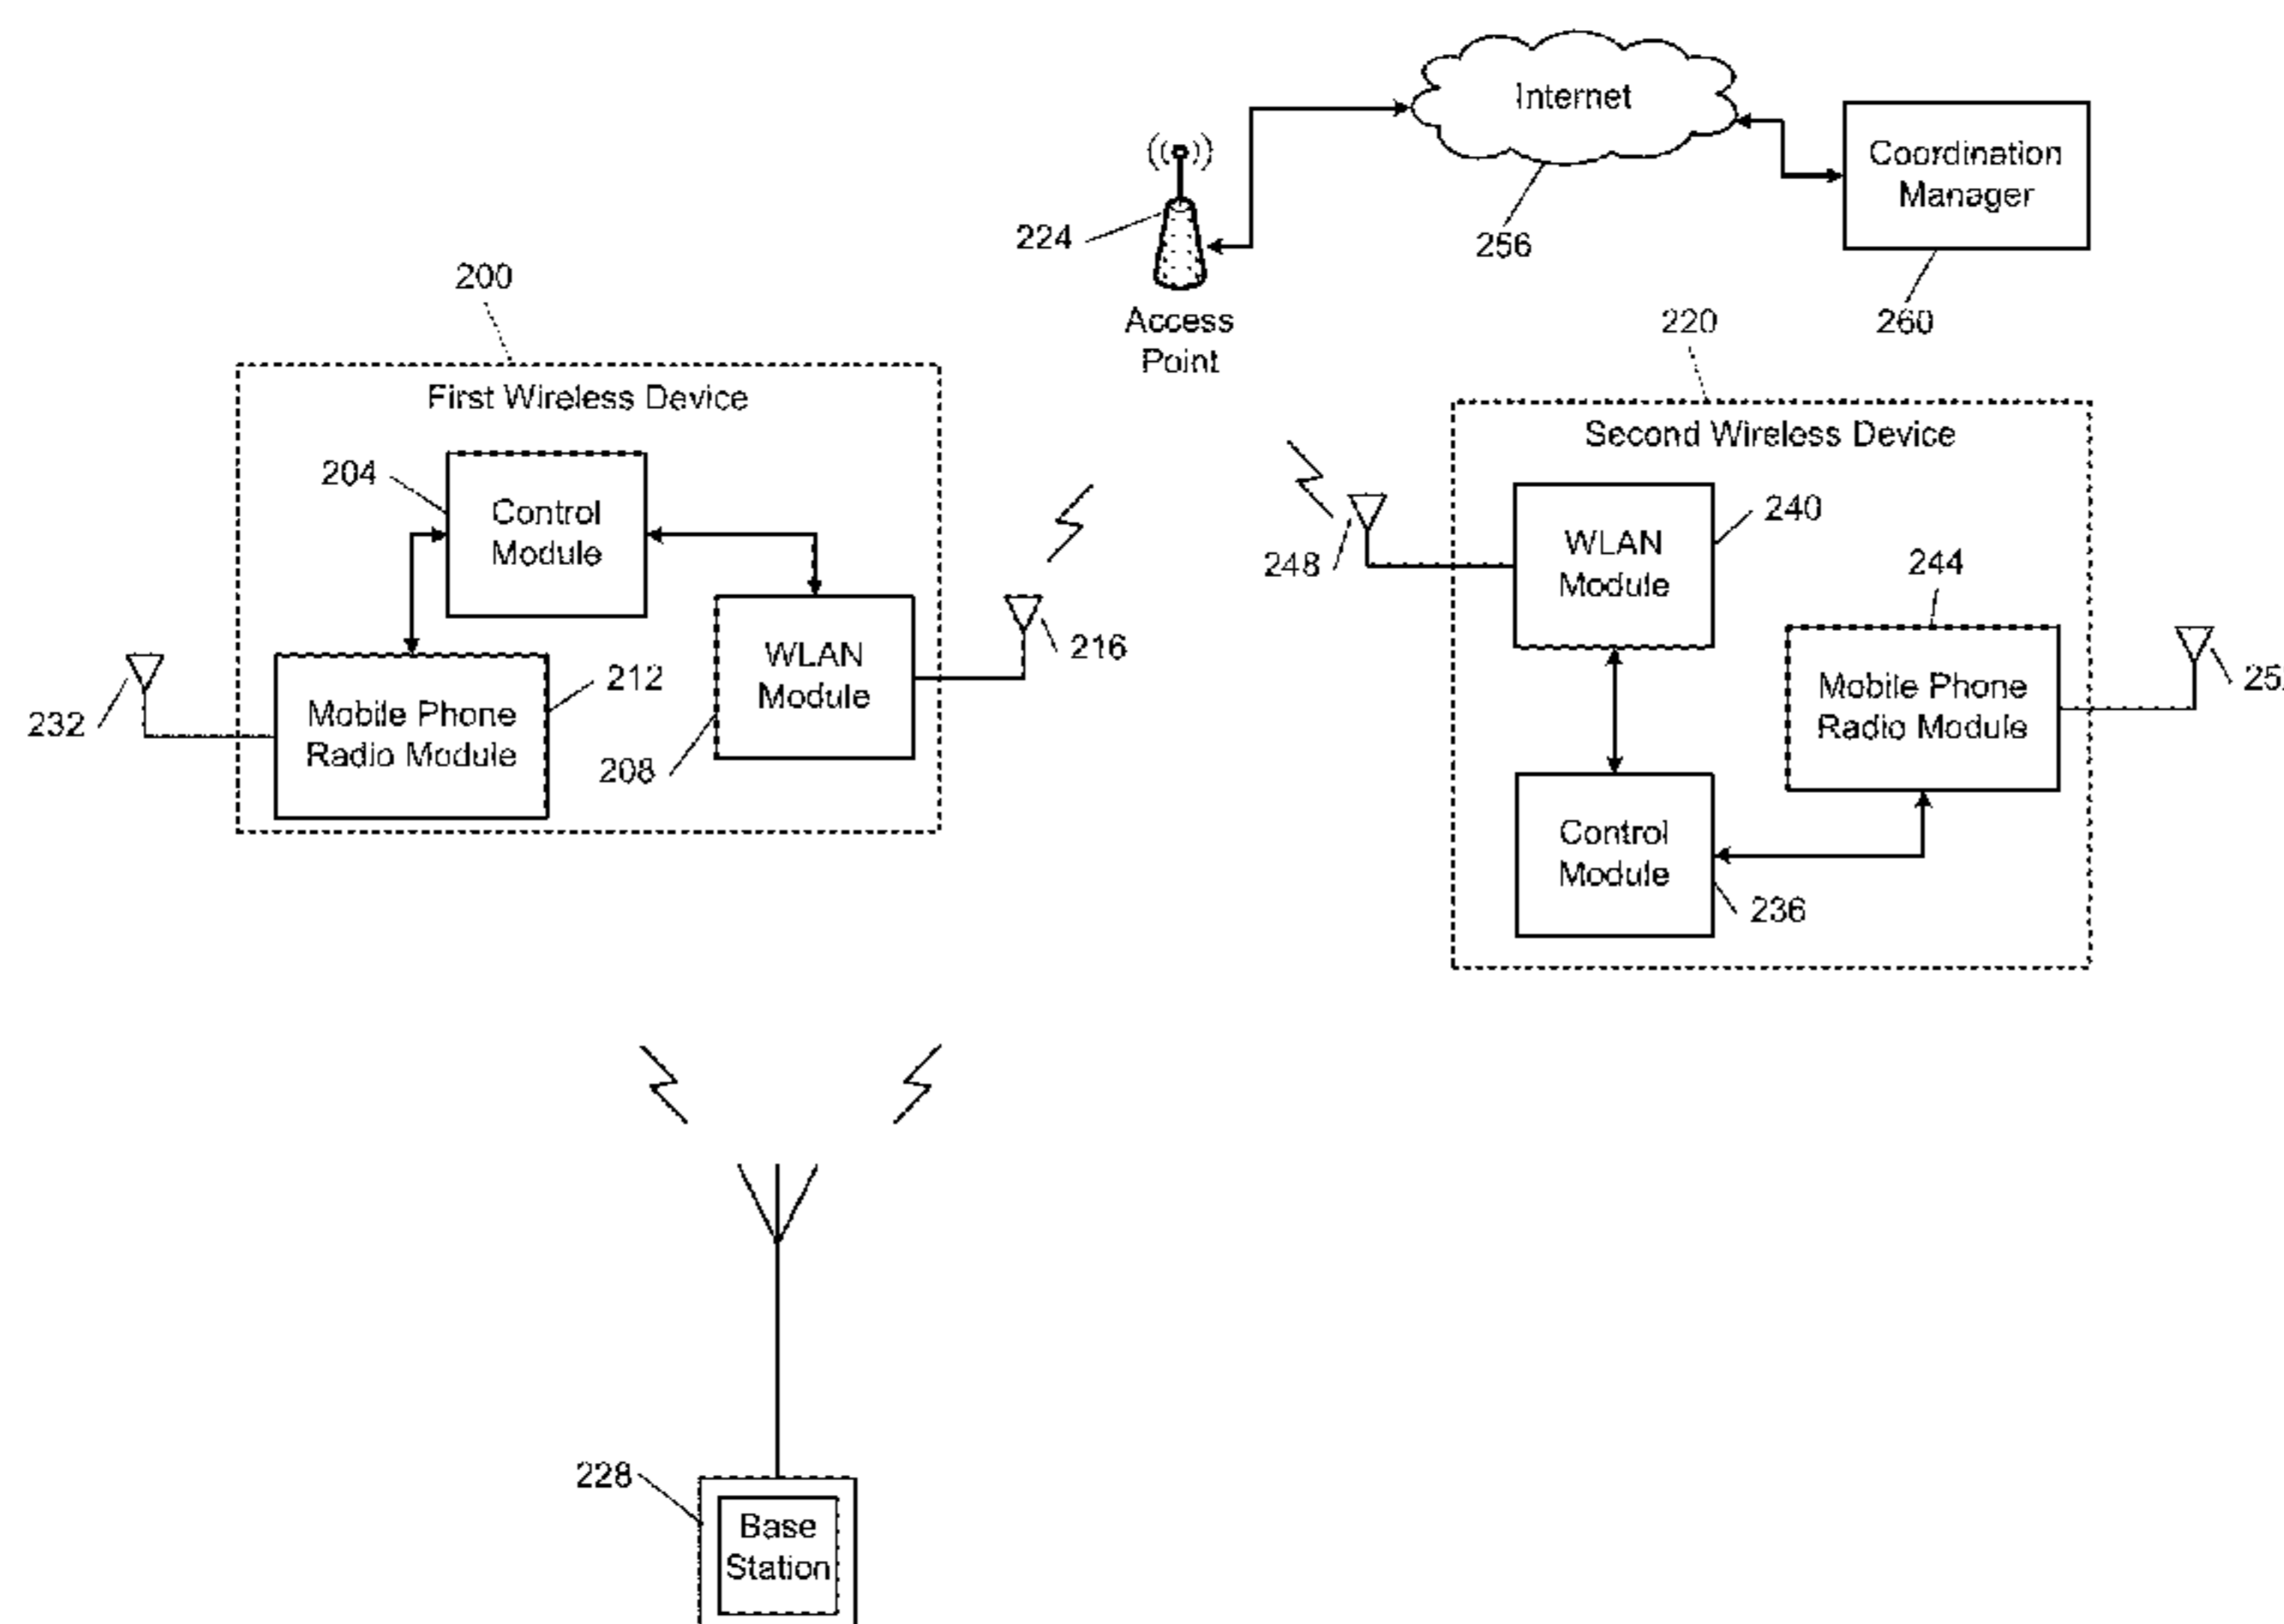 Internet
Coordination
Manager
224
256
260
Access
Point
200
First Wireless Device
204
Control
Module
WLAN
Module
216
232
Mobile Phone
Radio Module
212
208
220
Second Wireless Device
248
WLAN
Module
240
244
Mobile Phone
Radio Module
Control
Module
236
228
Base
Station